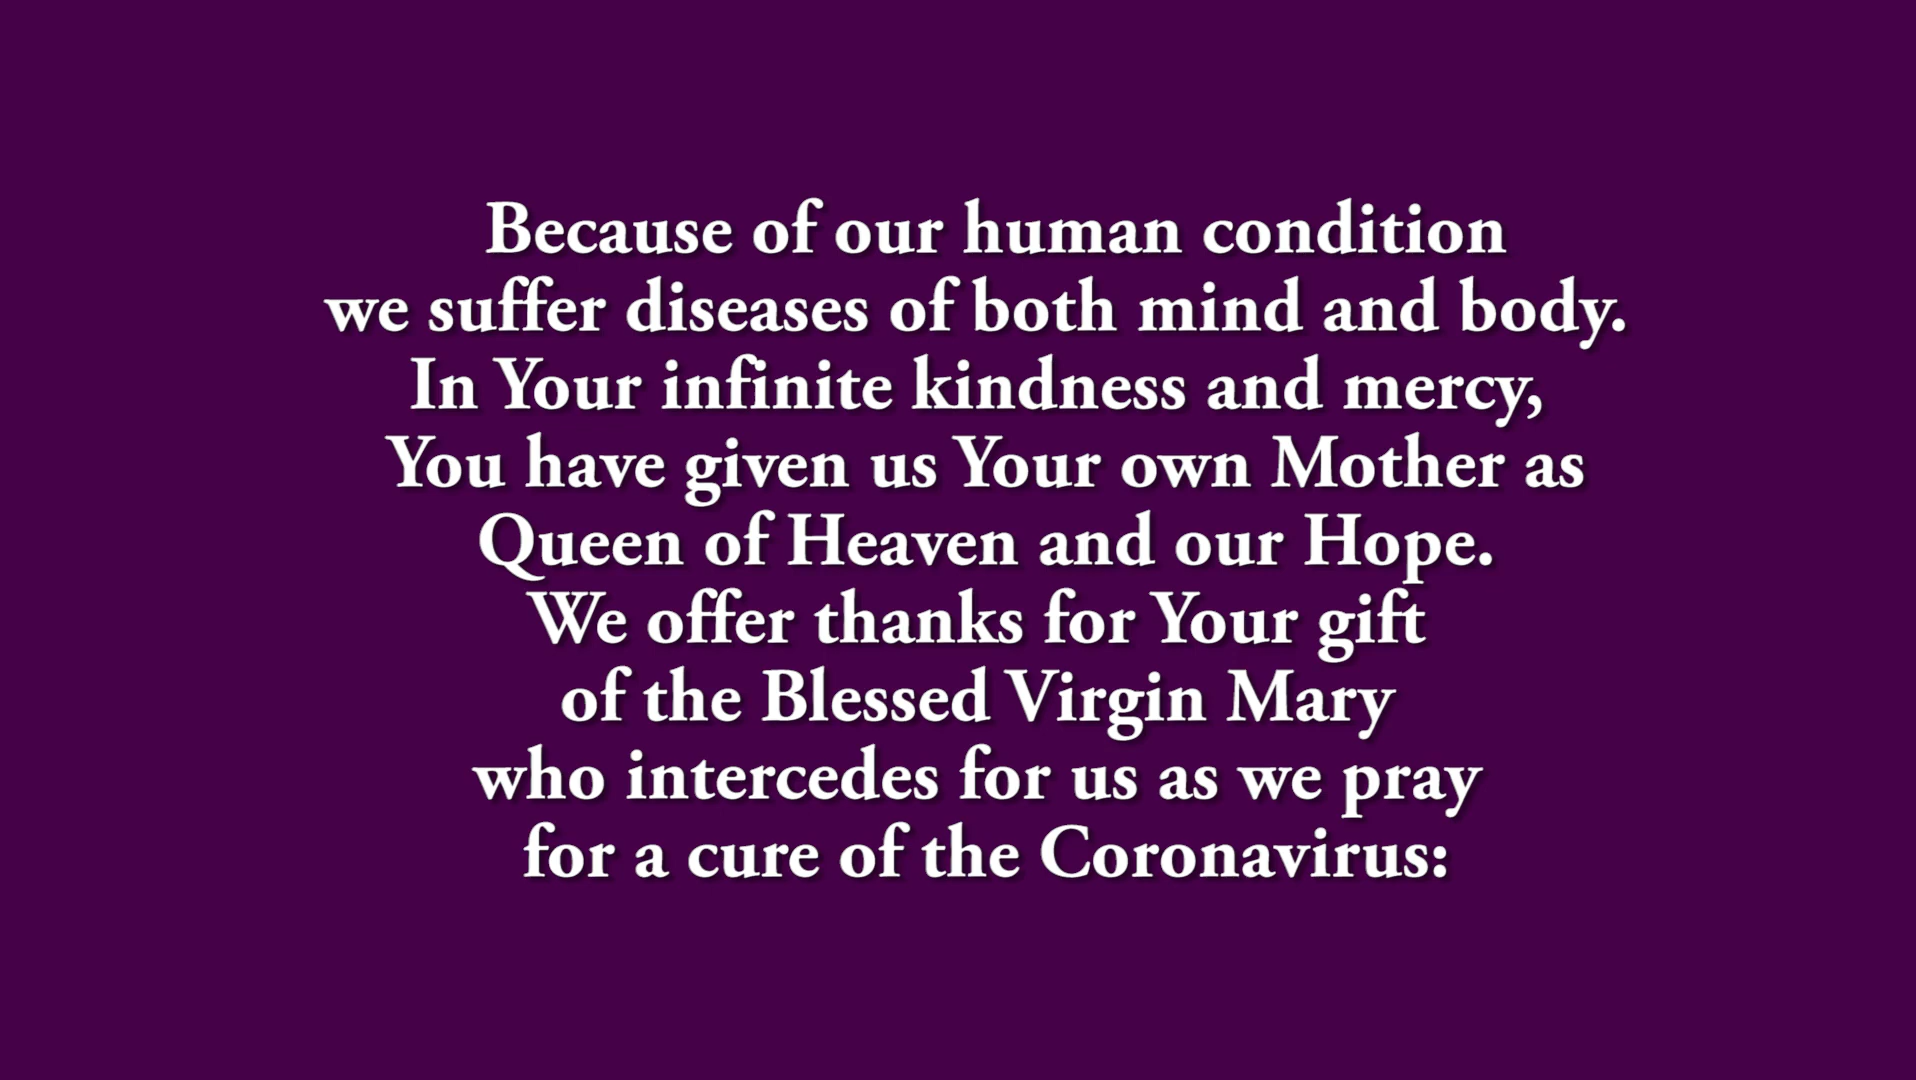 Because of our human condition
we suffer diseases of both mind and body.
In Your infinite kindness and mercy,
You have given us Your own Mother as
Queen of Heaven and our Hope.
We offer thanks for Your gift
of the Blessed Virgin Mary
who intercedes for us as we pray
for a cure of the Coronavirus: